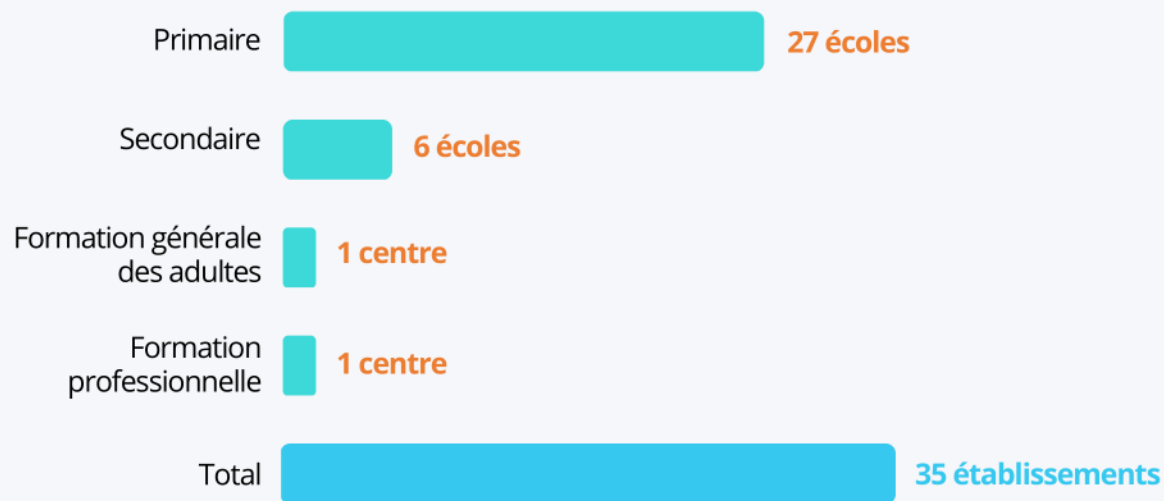 Primaire
27 écoles
Secondaire
6 écoles
Formation générale
des adultes
1 centre
Formation
professionnelle
1 centre
Total
35 établissements